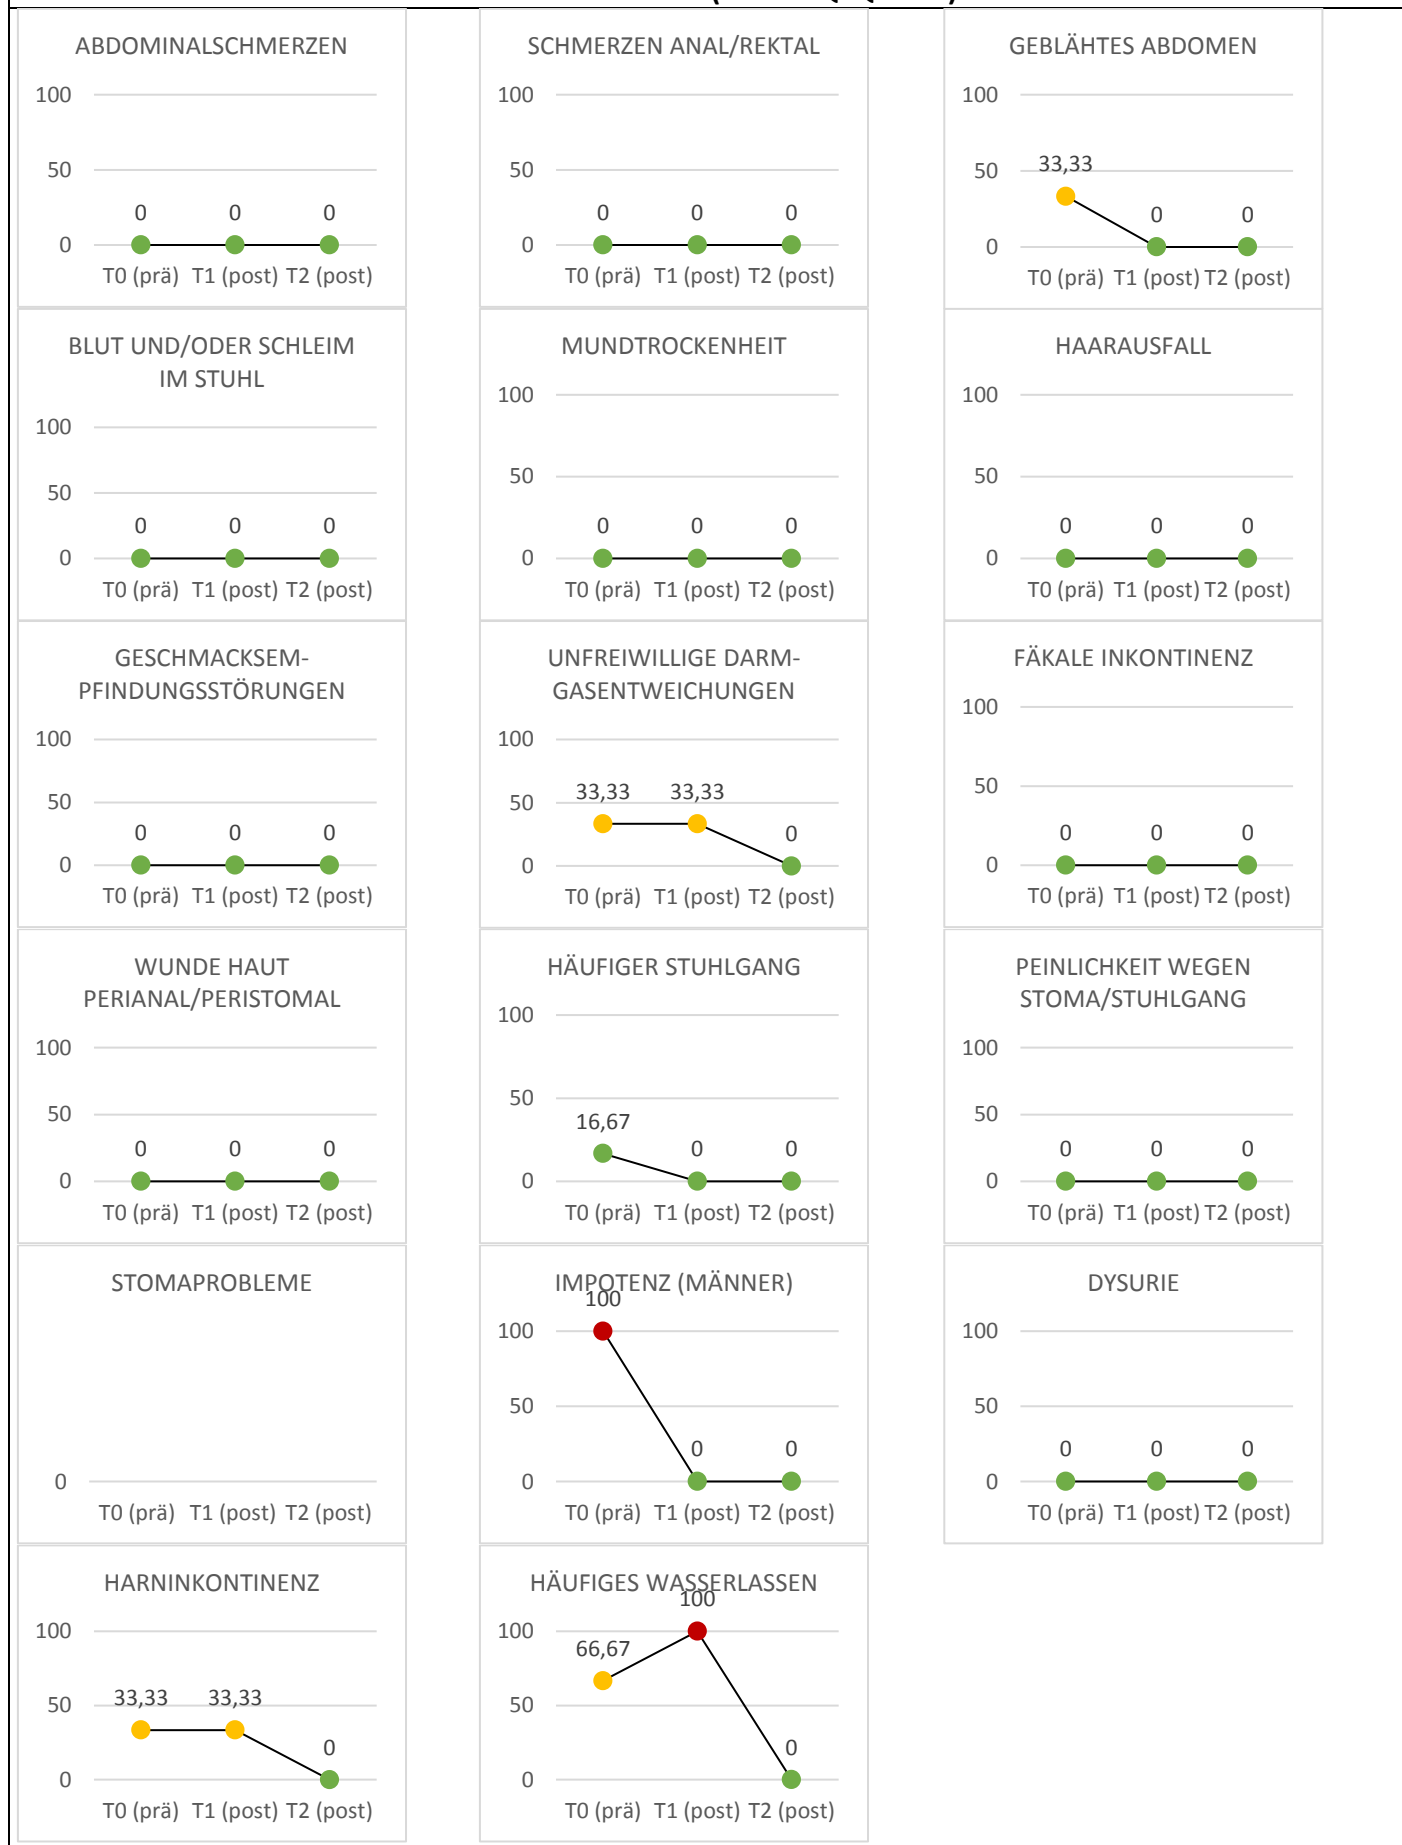 ABDOMINALSCHMERZEN
100
50
0
0 0 0
T0 (prä) T1 (post) T2 (post)
SCHMERZEN ANAL/REKTAL
100
50
0
0 0 0
T0 (prä) T1 (post) T2 (post)
GEBLÄHTES ABDOMEN
100
50
0
33,33 0 0
T0 (prä) T1 (post) T2 (post)
BLUT UND/ODER SCHLEIM
IM STUHL
100
50
0
0 0 0
T0 (prä) T1 (post) T2 (post)
MUNDTROCKENHEIT
100
50
0
0 0 0
T0 (prä) T1 (post) T2 (post)
HAARAUSFALL
100
50
0
0 0 0
T0 (prä) T1 (post) T2 (post)
GESCHMACKSEM-
PFINDUNGSSTÖRUNGEN
100
50
0
0 0 0
T0 (prä) T1 (post) T2 (post)
UNFREIWILLIGE DARM-
GASENTWEICHUNGEN
100
50
0
33,33 33,33 0
T0 (prä) T1 (post) T2 (post)
FÄKALE INKONTINENZ
100
50
0
0 0 0
T0 (prä) T1 (post) T2 (post)
WUNDE HAUT
PERIANAL/PERISTOMAL
100
50
0
0 0 0
T0 (prä) T1 (post) T2 (post)
HÄUFIGER STUHLGANG
100
50
0
16,67 0 0
T0 (prä) T1 (post) T2 (post)
PEINLICHKEIT WEGEN
STOMA/STUHLGANG
100
50
0
0 0 0
T0 (prä) T1 (post) T2 (post)
STOMAPROBLEME
0
T0 (prä) T1 (post) T2 (post)
IMPOTENZ (MÄNNER)
100
50
0
100 0 0
T0 (prä) T1 (post) T2 (post)
DYSURIE
100
50
0
0 0 0
T0 (prä) T1 (post) T2 (post)
HARNINKONTINENZ
100
50
0
33,33 33,33 0
T0 (prä) T1 (post) T2 (post)
HÄUFIGES WASSERLASSEN
100
50
0
66,67 100 0
T0 (prä) T1 (post) T2 (post)